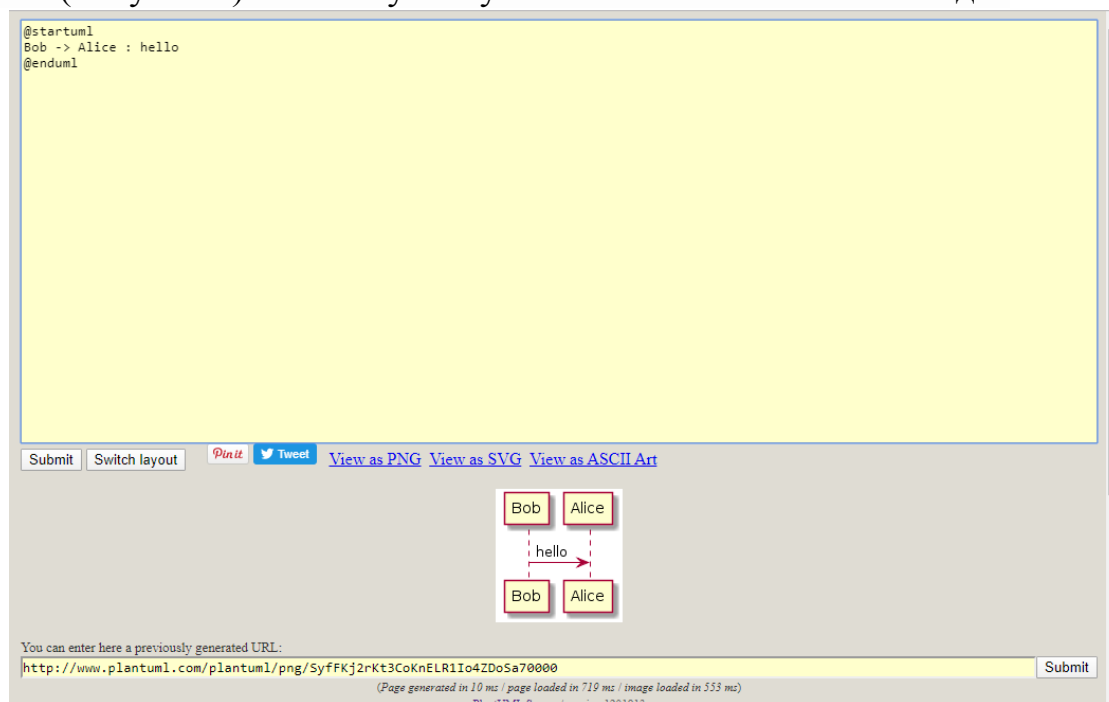 @startuml
Bob -> Alice : hello
@enduml
Submit Switch layout Pin it Tweet View as PNG View as SVG View as ASCII Art
Bob Alice
hello
Bob Alice
You can enter here a previously generated URL:
http://www.plantuml.com/plantuml/png/SyfFKj2rKt3CoKnELR1Io4ZDoSa70000 Submit
(Page generated in 10 ms / page loaded in 719 ms / image loaded in 553 ms)